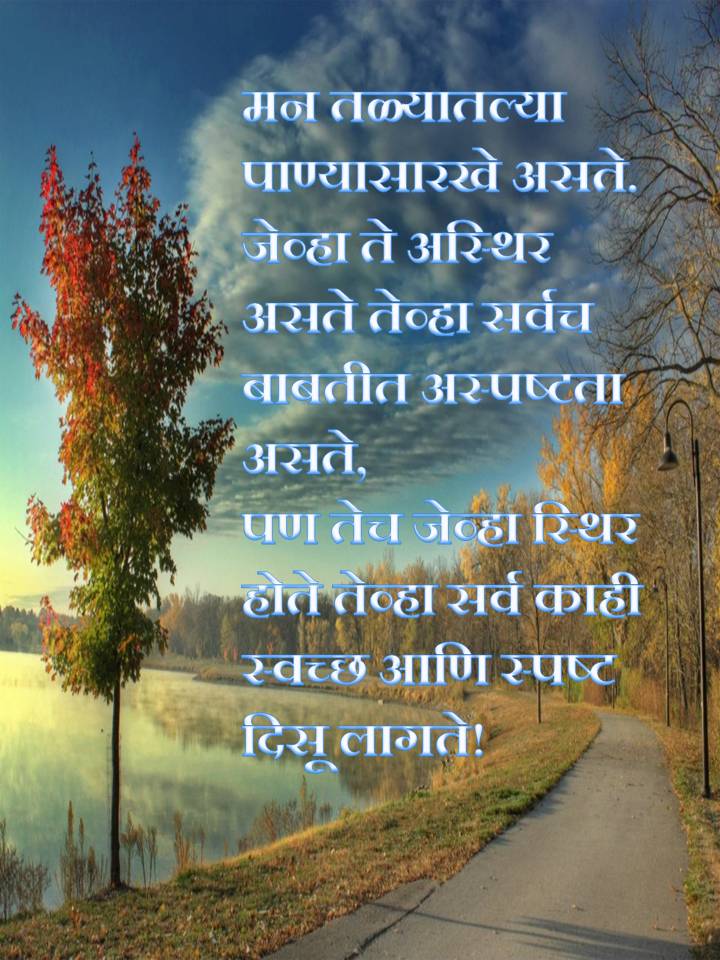 मन तळ्यातल्या
पाण्यासारखे असते.
जेव्हा ते अस्थिर
असते तेव्हा सर्वच
बाबतीत अस्पष्टता
असते,
पण तेच जेव्हा स्थिर
होते तेव्हा सर्व काही
स्वच्छ आणि स्पष्ट
दिसू लागते!